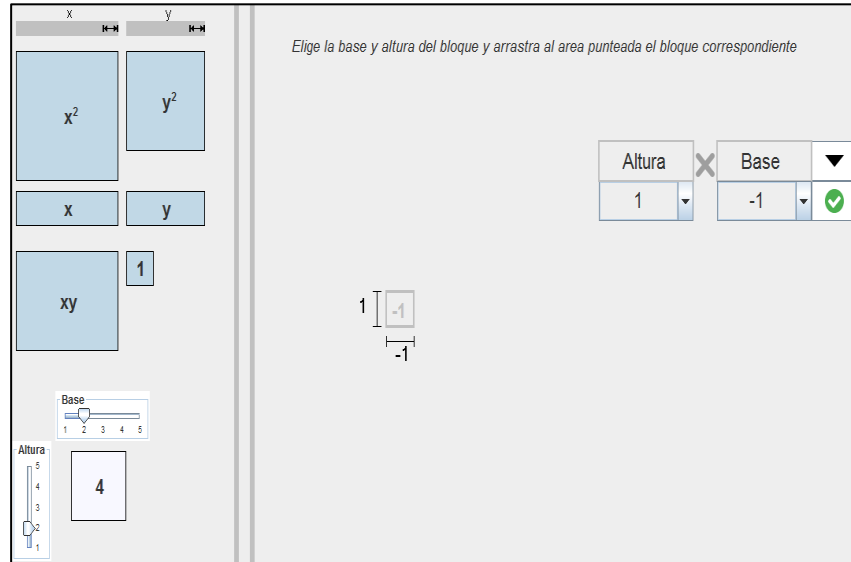 x y
x² y²
x y
xy 1
Base
1 2 3 4 5
Altura
5
4
3
2
1
4
Elige la base y altura del bloque y arrastra al area punteada el bloque correspondiente
Altura X Base
1 -1
1 -1
-1